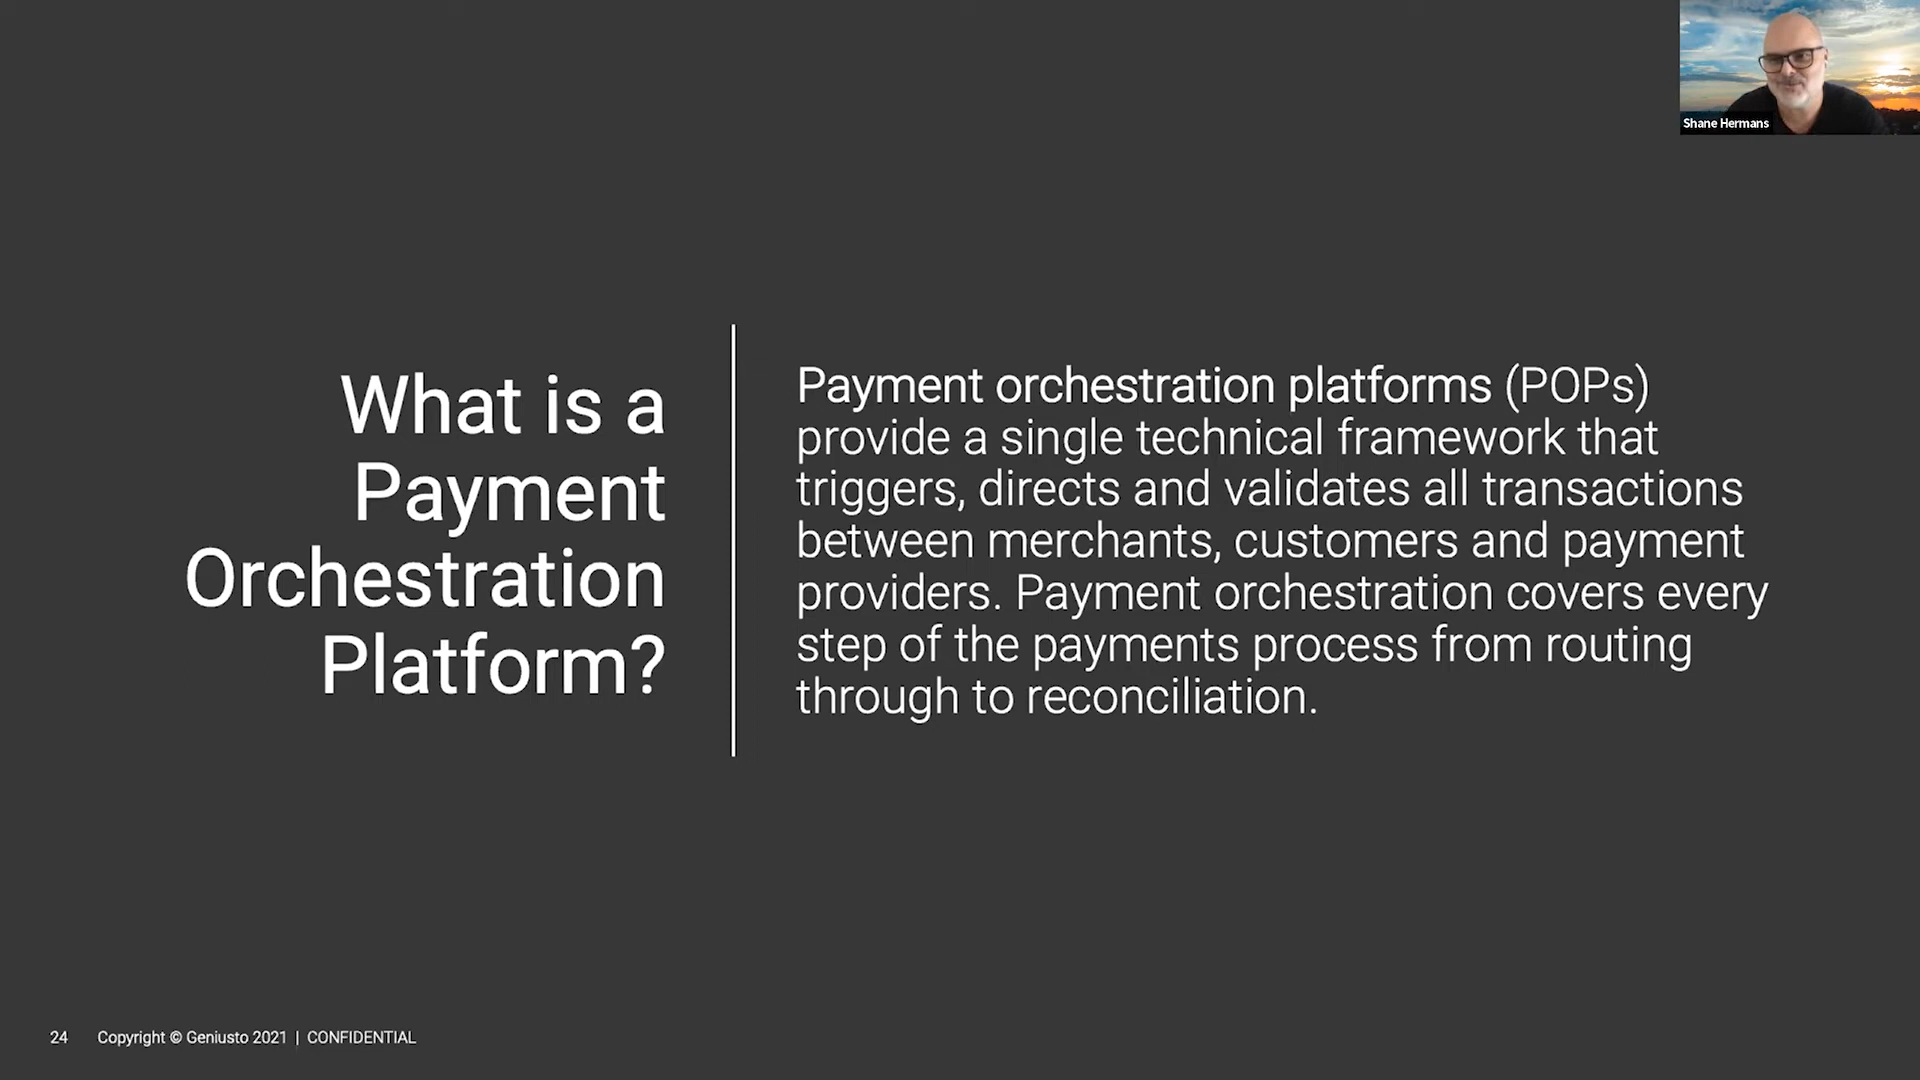 Shane Hermans
What is a
Payment
Orchestration
Platform?
Payment orchestration platforms (POPs)
provide a single technical framework that
triggers, directs and validates all transactions
between merchants, customers and payment
providers. Payment orchestration covers every
step of the payments process from routing
through to reconciliation.
24 Copyright © Geniusto 2021 | CONFIDENTIAL